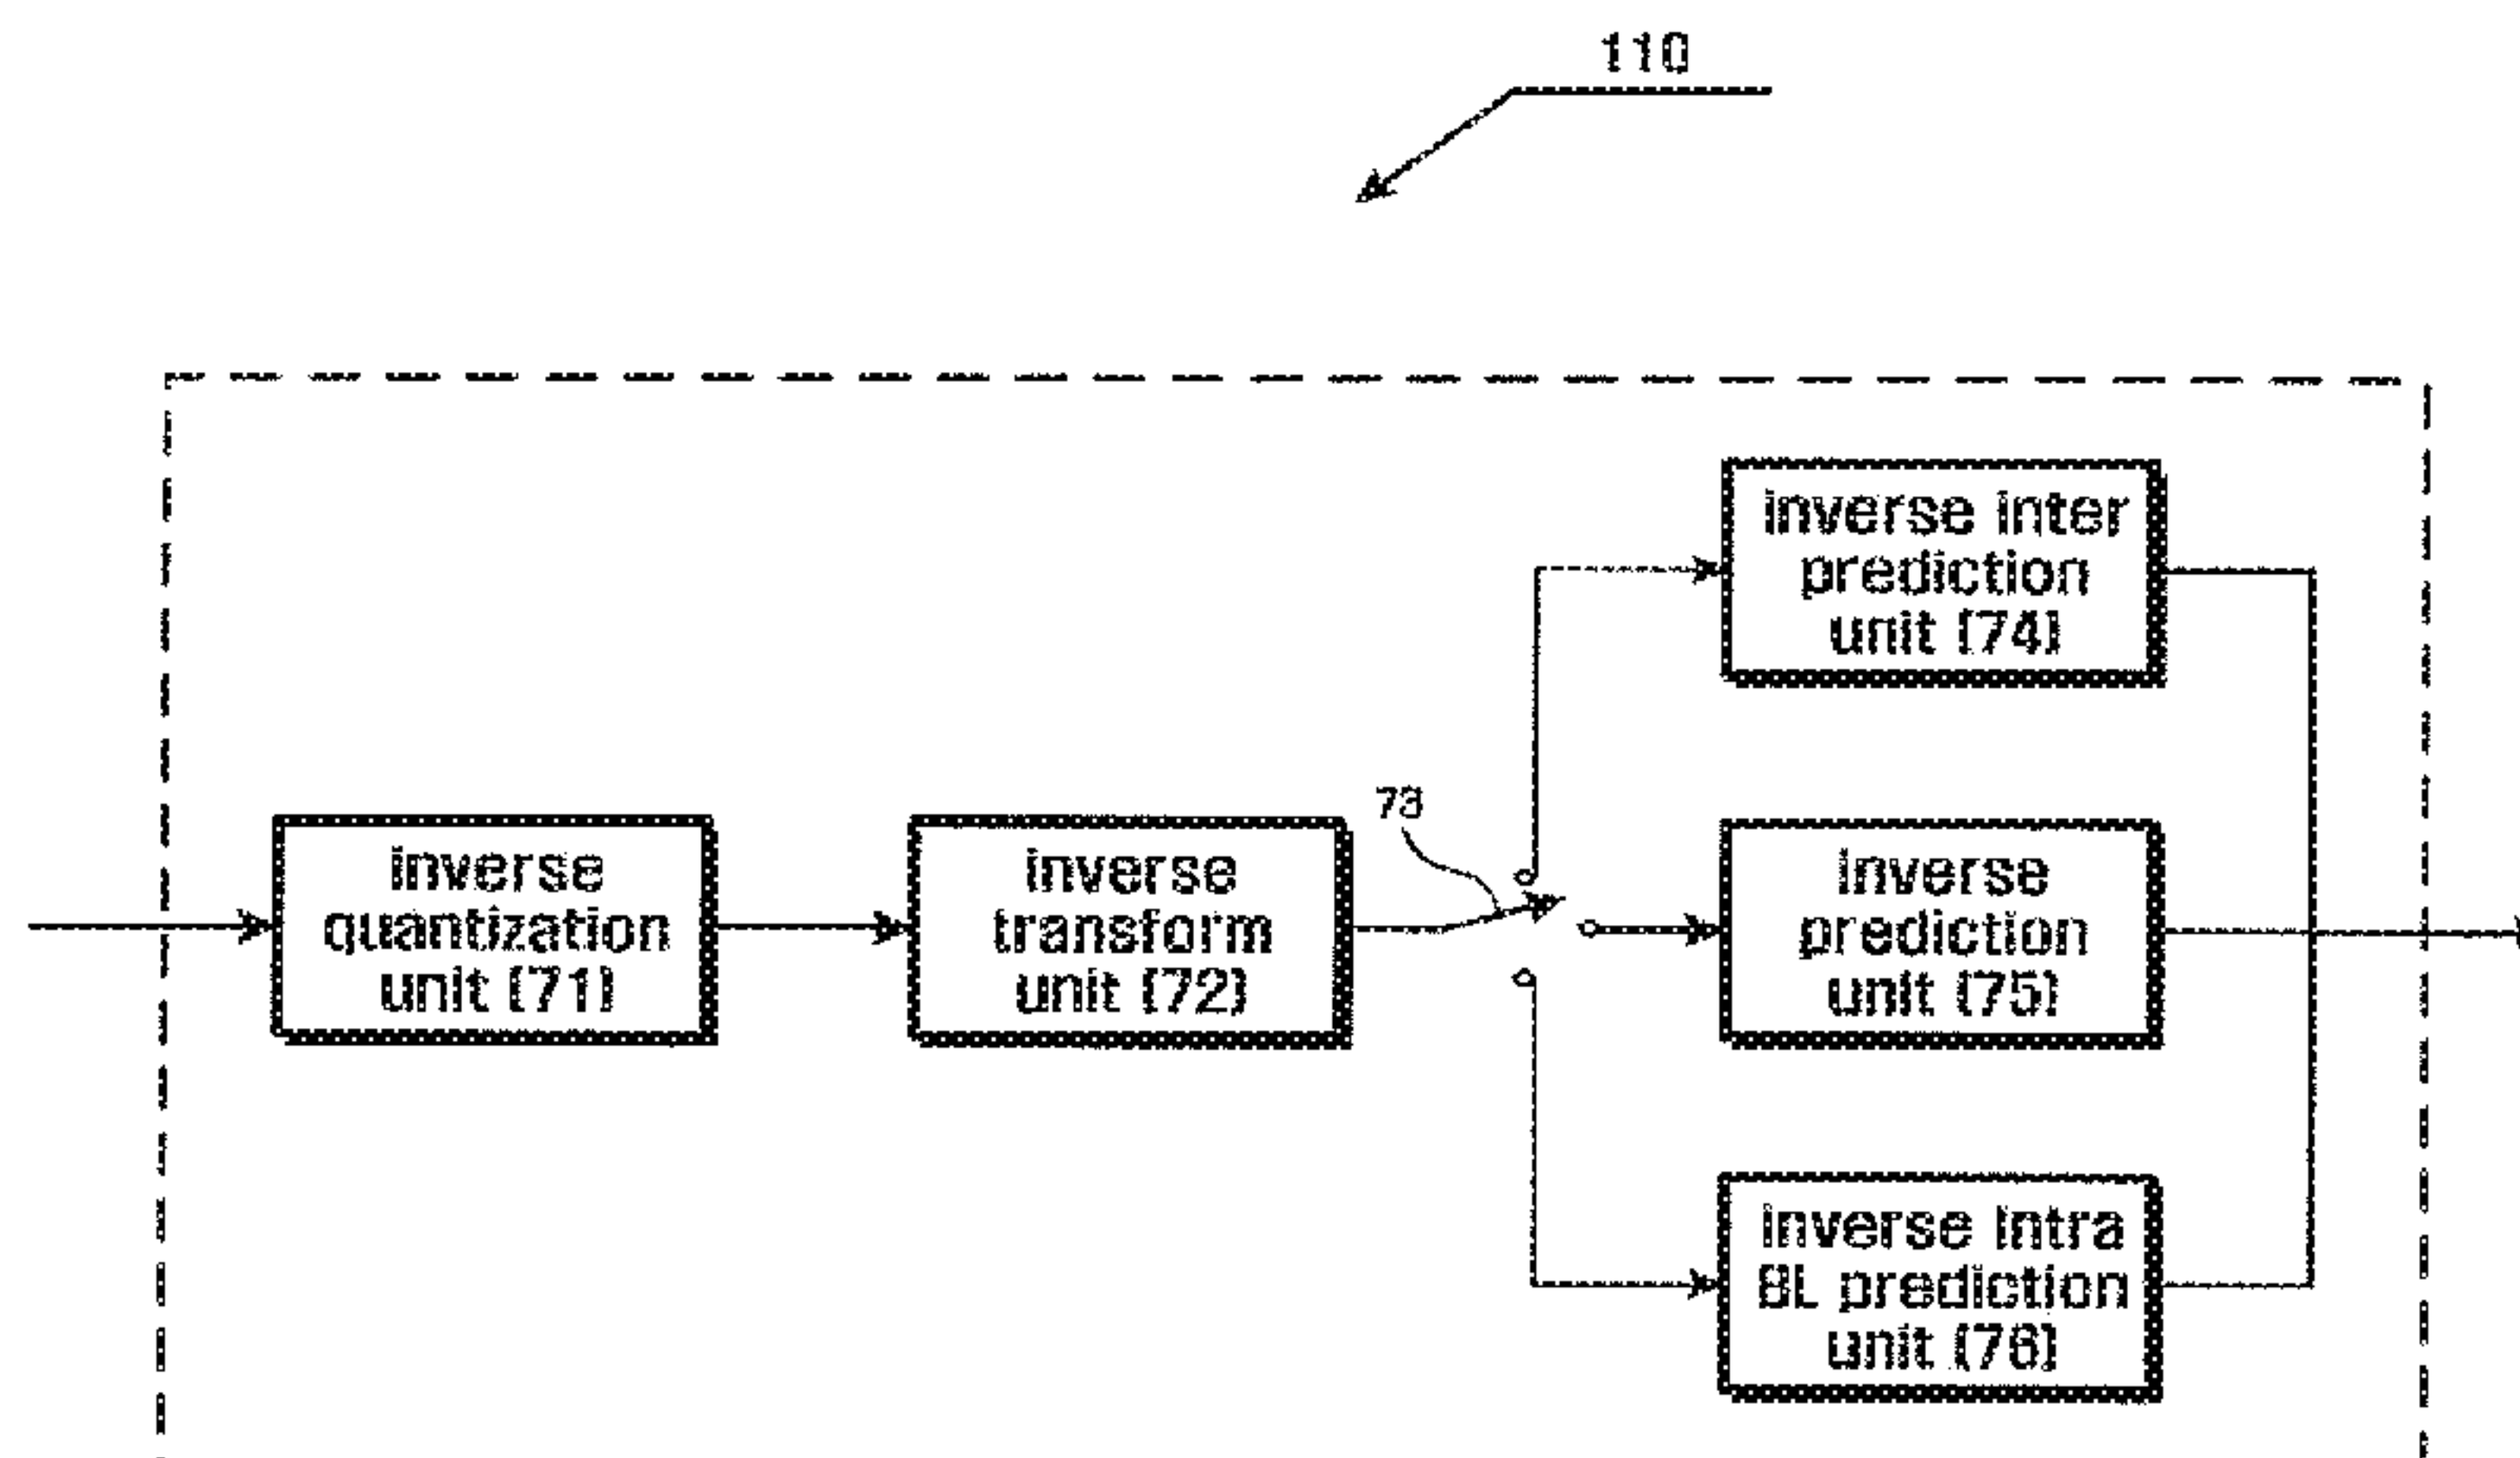 110
inverse inter
prediction
unit (74)
73
inverse
quantization
unit (71)
inverse
transform
unit (72)
inverse
prediction
unit (75)
inverse Intra
BL prediction
unit (76)